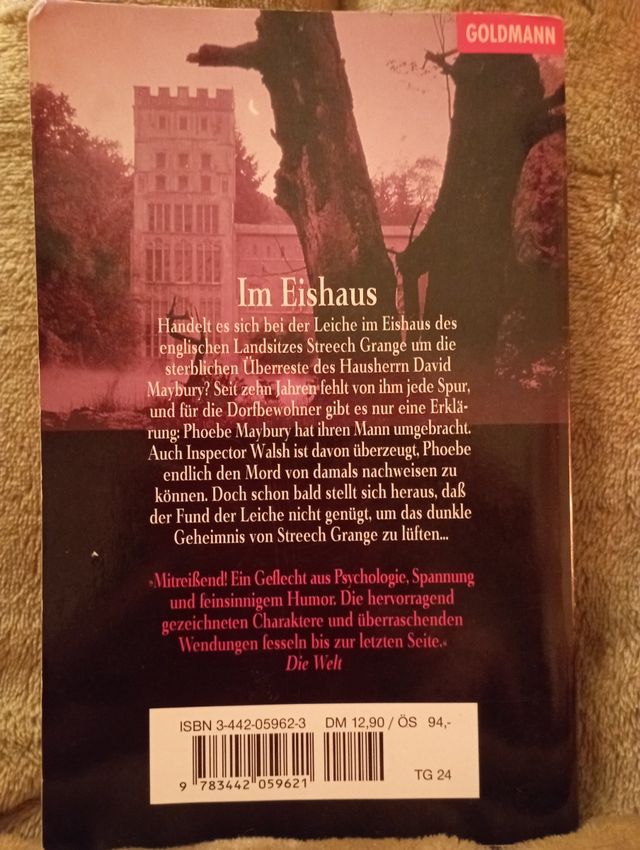 GOLDMANN
Im Eishaus
Handelt es sich bei der Leiche im Eishaus des
englischen Landsitzes Streech Grange um die
sterblichen Überreste des Hausherrn David
Maybury? Seit zehn Jahren fehlt von ihm jede Spur,
und für die Dorfbewohner gibt es nur eine Erklä-
rung: Phoebe Maybury hat ihren Mann umgebracht.
Auch Inspector Walsh ist davon überzeugt, Phoebe
endlich den Mord von damals nachweisen zu
können. Doch schon bald stellt sich heraus, daß
der Fund der Leiche nicht genügt, um das dunkle
Geheimnis von Streech Grange zu lüften...
»Mitreißend! Ein Geflecht aus Psychologie, Spannung
und feinsinnigem Humor. Die hervorragend
gezeichneten Charaktere und überraschenden
Wendungen fesseln bis zur letzten Seite.«
Die Welt
ISBN 3-442-05962-3 DM 12,90 / ÖS 94,-
9 783442 059621
TG 24